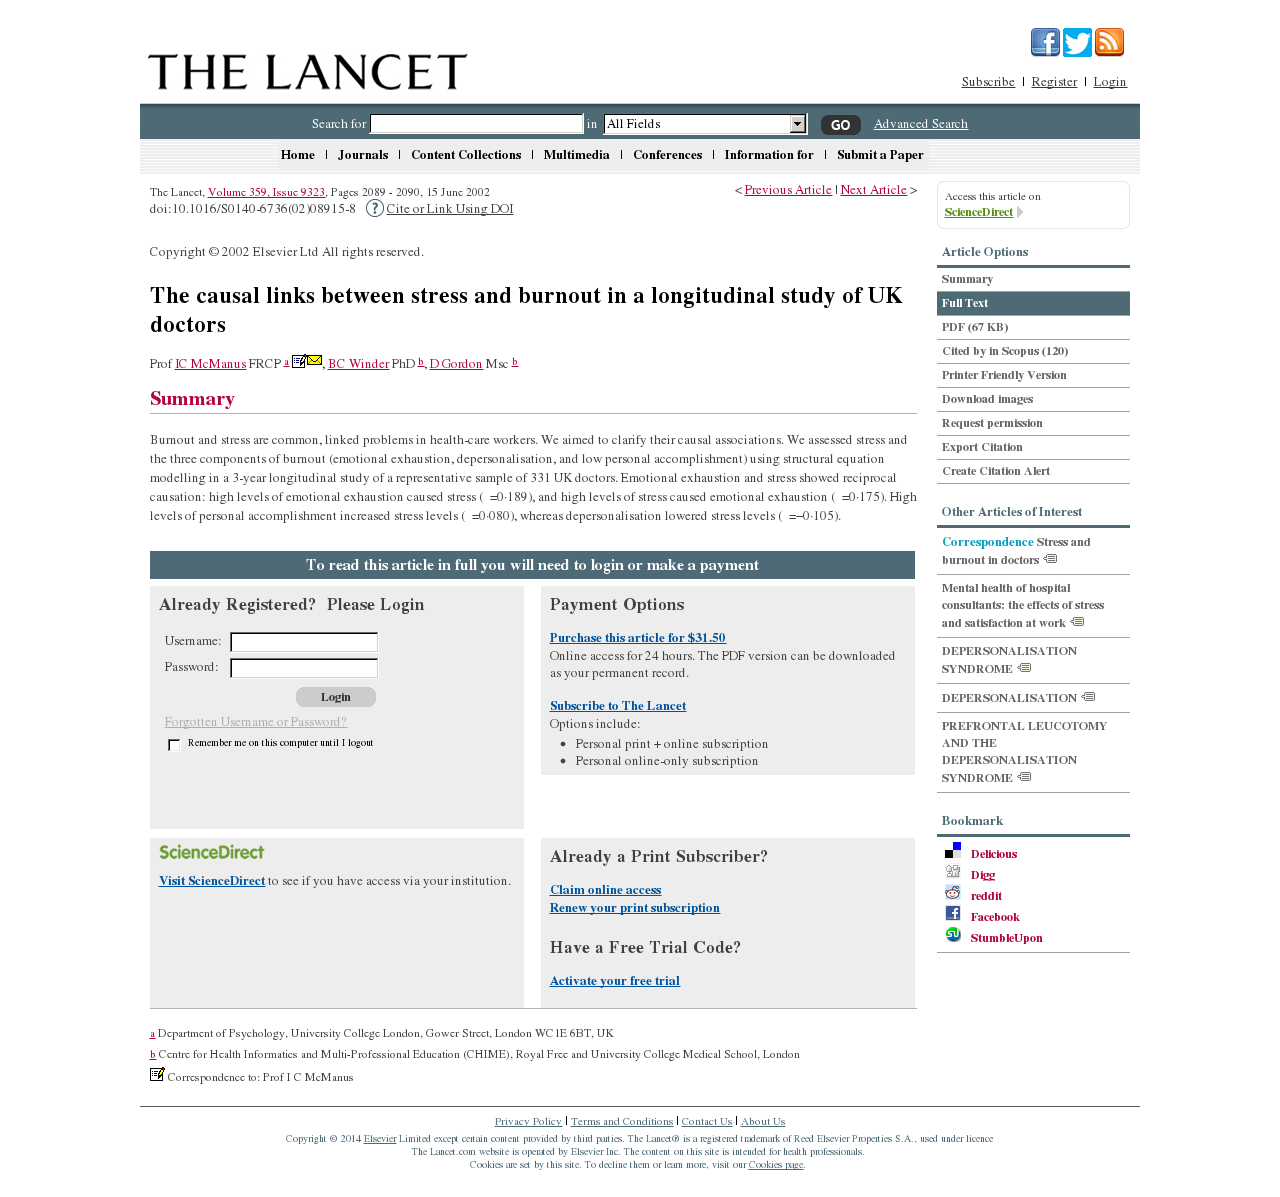 THE LANCET
Subscribe | Register | Login
Search for in All Fields GO Advanced Search
Home | Journals | Content Collections | Multimedia | Conferences | Information for | Submit a Paper
The Lancet, Volume 359, Issue 9323, Pages 2089 - 2090, 15 June 2002
< Previous Article | Next Article >
doi:10.1016/S0140-6736(02)08915-8 ? Cite or Link Using DOI
Copyright © 2002 Elsevier Ltd All rights reserved.
The causal links between stress and burnout in a longitudinal study of UK
doctors
Prof IC McManus FRCP a, BC Winder PhD b, D Gordon Msc b
Summary
Burnout and stress are common, linked problems in health-care workers. We aimed to clarify their causal associations. We assessed stress and
the three components of burnout (emotional exhaustion, depersonalisation, and low personal accomplishment) using structural equation
modelling in a 3-year longitudinal study of a representative sample of 331 UK doctors. Emotional exhaustion and stress showed reciprocal
causation: high levels of emotional exhaustion caused stress ( =0·189), and high levels of stress caused emotional exhaustion ( =0·175). High
levels of personal accomplishment increased stress levels ( =0·080), whereas depersonalisation lowered stress levels ( =−0·105).
To read this article in full you will need to login or make a payment
Already Registered? Please Login
Username:
Password:
Login
Forgotten Username or Password?
Remember me on this computer until I logout
Payment Options
Purchase this article for $31.50
Online access for 24 hours. The PDF version can be downloaded
as your permanent record.
Subscribe to The Lancet
Options include:
• Personal print + online subscription
• Personal online-only subscription
ScienceDirect
Visit ScienceDirect to see if you have access via your institution.
Already a Print Subscriber?
Claim online access
Renew your print subscription
Have a Free Trial Code?
Activate your free trial
a Department of Psychology, University College London, Gower Street, London WC1E 6BT, UK
b Centre for Health Informatics and Multi-Professional Education (CHIME), Royal Free and University College Medical School, London
Correspondence to: Prof I C McManus
Access this article on
ScienceDirect
Article Options
Summary
Full Text
PDF (67 KB)
Cited by in Scopus (120)
Printer Friendly Version
Download images
Request permission
Export Citation
Create Citation Alert
Other Articles of Interest
Correspondence Stress and
burnout in doctors
Mental health of hospital
consultants: the effects of stress
and satisfaction at work
DEPERSONALISATION
SYNDROME
DEPERSONALISATION
PREFRONTAL LEUCOTOMY
AND THE
DEPERSONALISATION
SYNDROME
Bookmark
Delicious
Digg
reddit
Facebook
StumbleUpon
Privacy Policy | Terms and Conditions | Contact Us | About Us
Copyright © 2014 Elsevier Limited except certain content provided by third parties. The Lancet® is a registered trademark of Reed Elsevier Properties S.A., used under licence
The Lancet.com website is operated by Elsevier Inc. The content on this site is intended for health professionals.
Cookies are set by this site. To decline them or learn more, visit our Cookies page.